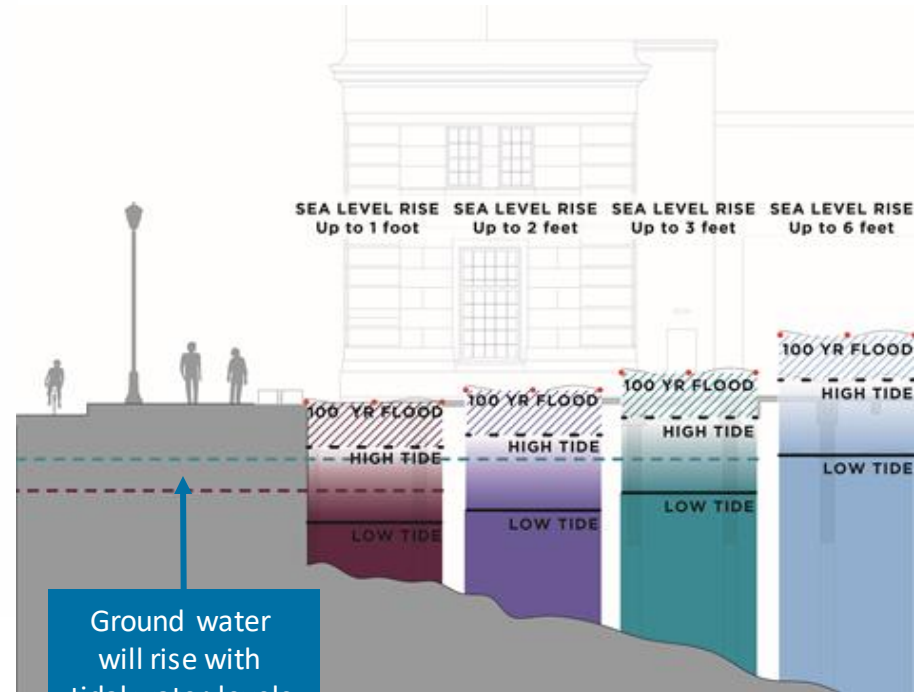 SEA LEVEL RISE
Up to 1 foot
SEA LEVEL RISE
Up to 2 feet
SEA LEVEL RISE
Up to 3 feet
SEA LEVEL RISE
Up to 6 feet
100 YR FLOOD
HIGH TIDE
LOW TIDE
100 YR FLOOD
HIGH TIDE
LOW TIDE
100 YR FLOOD
HIGH TIDE
LOW TIDE
100 YR FLOOD
HIGH TIDE
LOW TIDE
Ground water
will rise with
tidal water levels